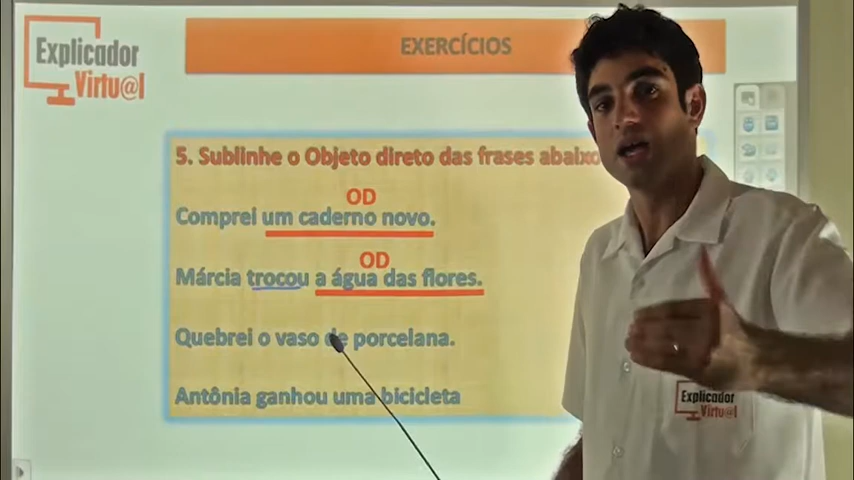 Explicador
Virtu@l
EXERCÍCIOS
5. Sublinhe o Objeto direto das frases abaixo
OD
Comprei um caderno novo.
OD
Márcia trocou a água das flores.
Quebrei o vaso de porcelana.
Antônia ganhou uma bicicleta
Explicador
Virtu@l